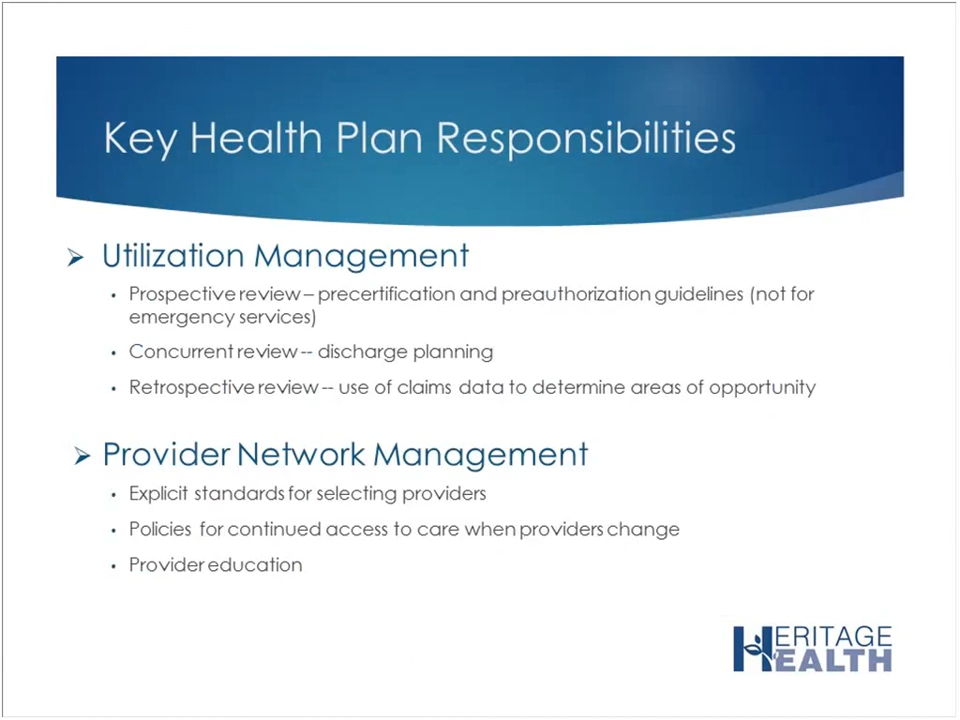 Key Health Plan Responsibilities
Utilization Management
Prospective review – precertification and preauthorization guidelines (not for
emergency services)
Concurrent review -- discharge planning
Retrospective review -- use of claims data to determine areas of opportunity
Provider Network Management
Explicit standards for selecting providers
Policies for continued access to care when providers change
Provider education
HERITAGE
HEALTH